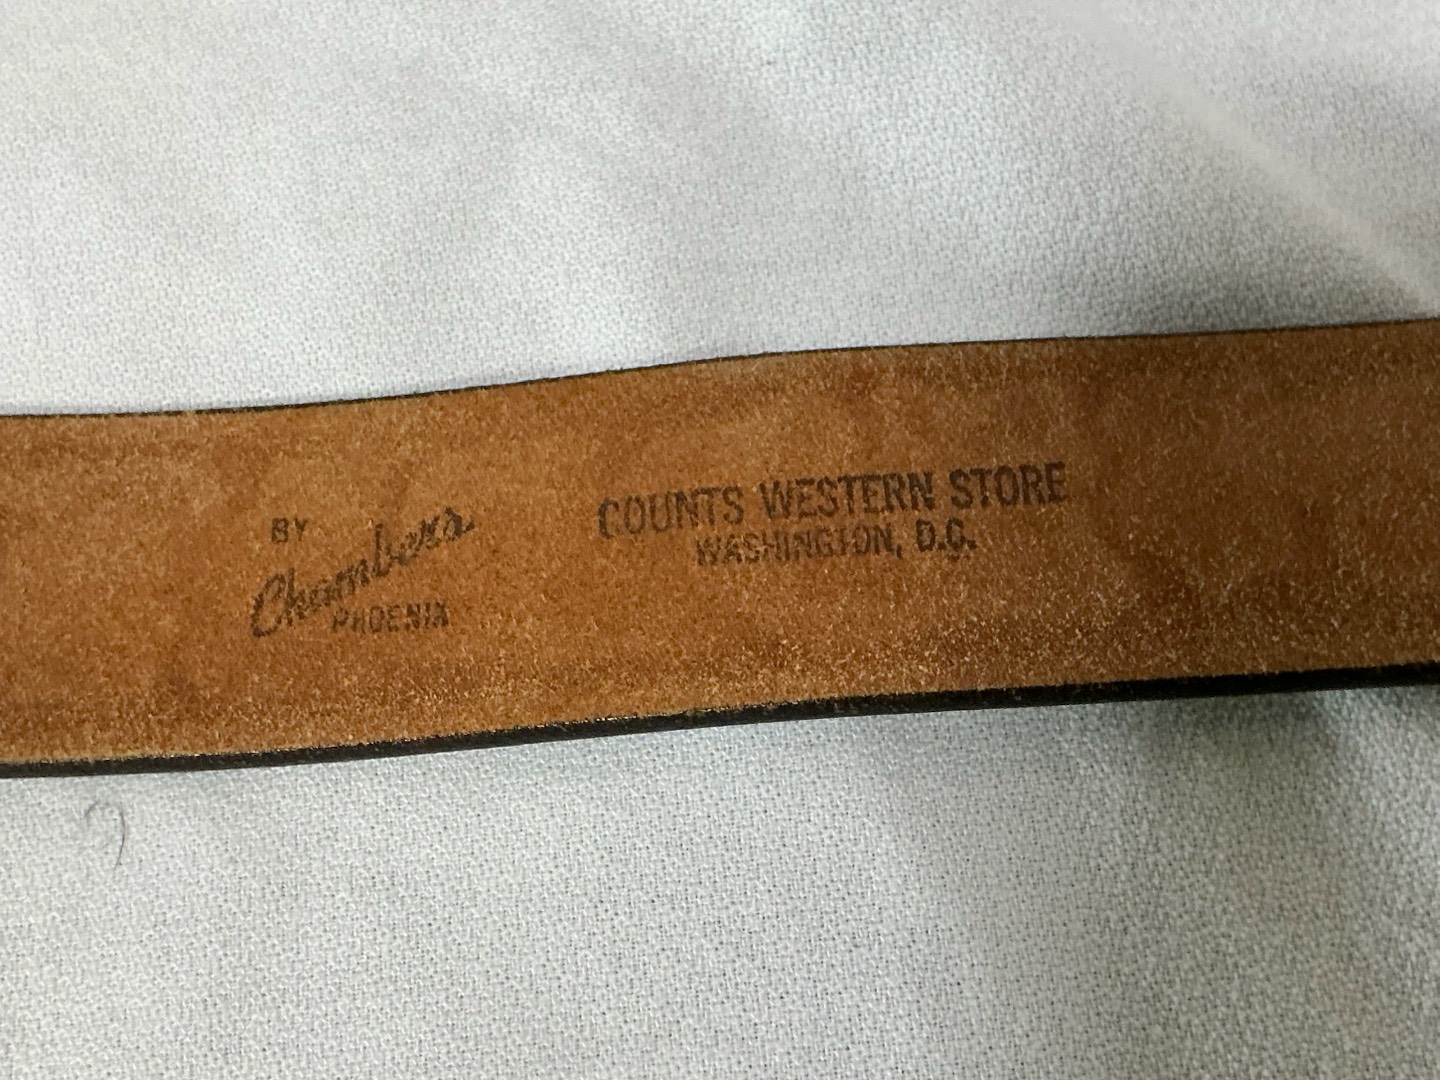 BY
Chambers
PHOENIX
COUNTS WESTERN STORE
WASHINGTON, D.C.